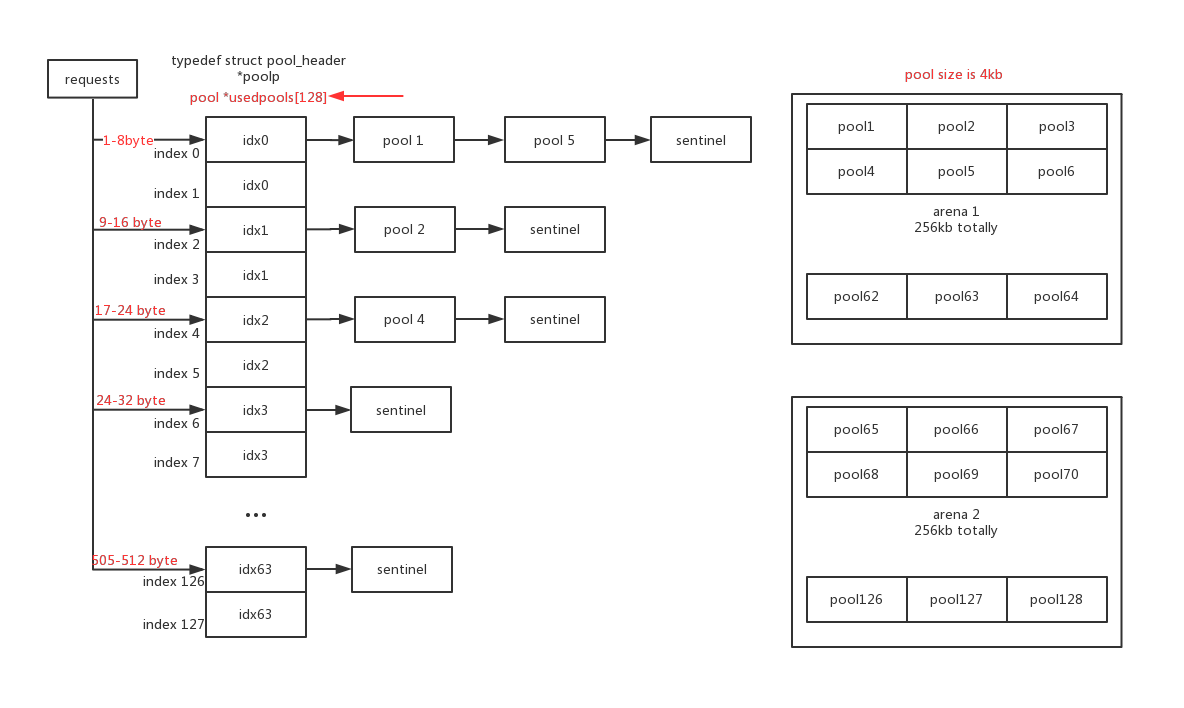 requests
typedef struct pool_header
*poolp
pool *usedpools[128]
1-8byte
index 0
idx0
pool 1
pool 5
sentinel
index 1
idx0
9-16 byte
index 2
idx1
pool 2
sentinel
index 3
idx1
17-24 byte
index 4
idx2
pool 4
sentinel
index 5
idx2
24-32 byte
index 6
idx3
sentinel
index 7
idx3
...
505-512 byte
index 126
idx63
sentinel
index 127
idx63
pool size is 4kb
pool1 pool2 pool3
pool4 pool5 pool6
arena 1
256kb totally
pool62 pool63 pool64
pool65 pool66 pool67
pool68 pool69 pool70
arena 2
256kb totally
pool126 pool127 pool128